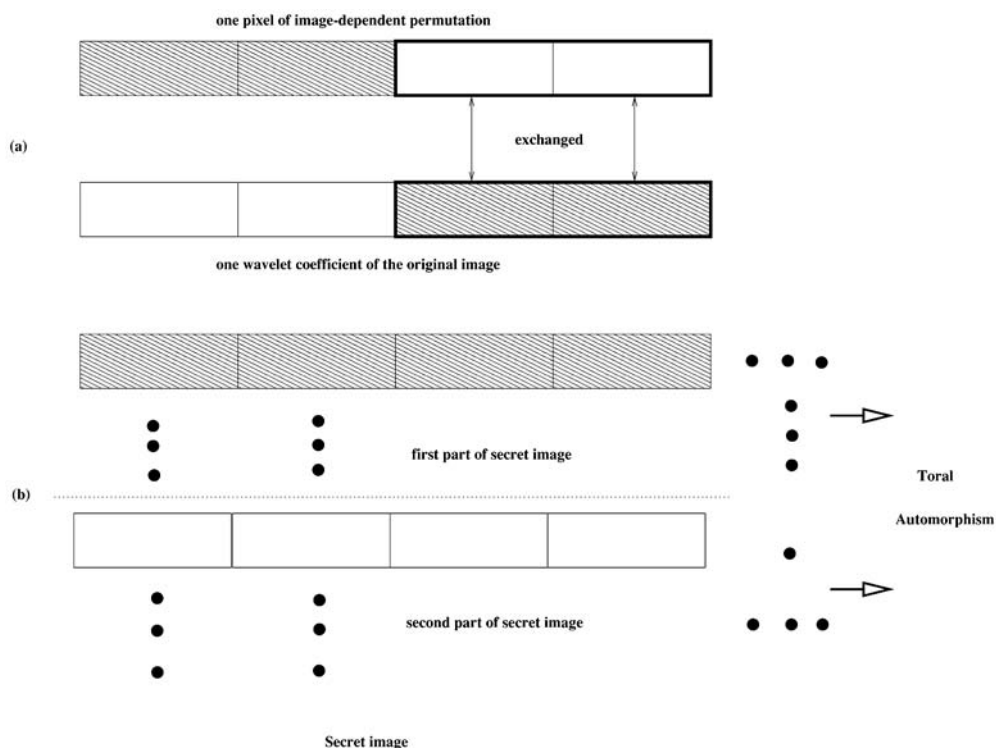 one pixel of image-dependent permutation
(a)
exchanged
one wavelet coefficient of the original image
first part of secret image
Toral
(b)
Automorphism
second part of secret image
Secret image